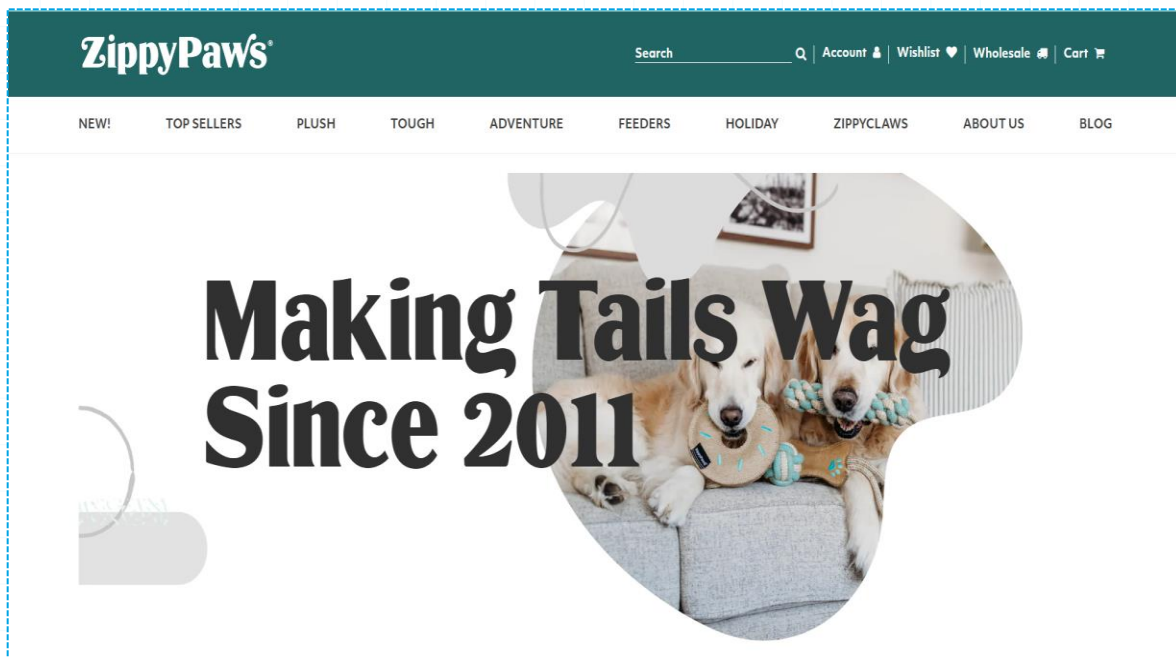 ZippyPaws®
Search Account Wishlist Wholesale Cart
NEW! TOP SELLERS PLUSH TOUGH ADVENTURE FEEDERS HOLIDAY ZIPPYCLAWS ABOUT US BLOG
Making Tails Wag
Since 2011